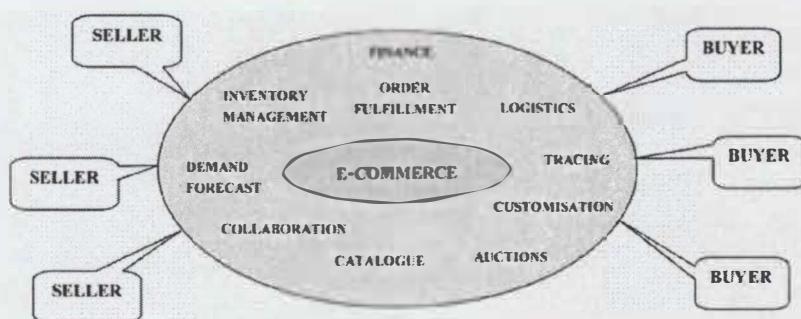 SELLER
FINANCE
BUYER
INVENTORY
MANAGEMENT
ORDER
FULFILLMENT
LOGISTICS
SELLER
DEMAND
FORECAST
E-COMMERCE
TRACING
BUYER
CUSTOMISATION
COLLABORATION
CATALOGUE
AUCTIONS
SELLER
BUYER